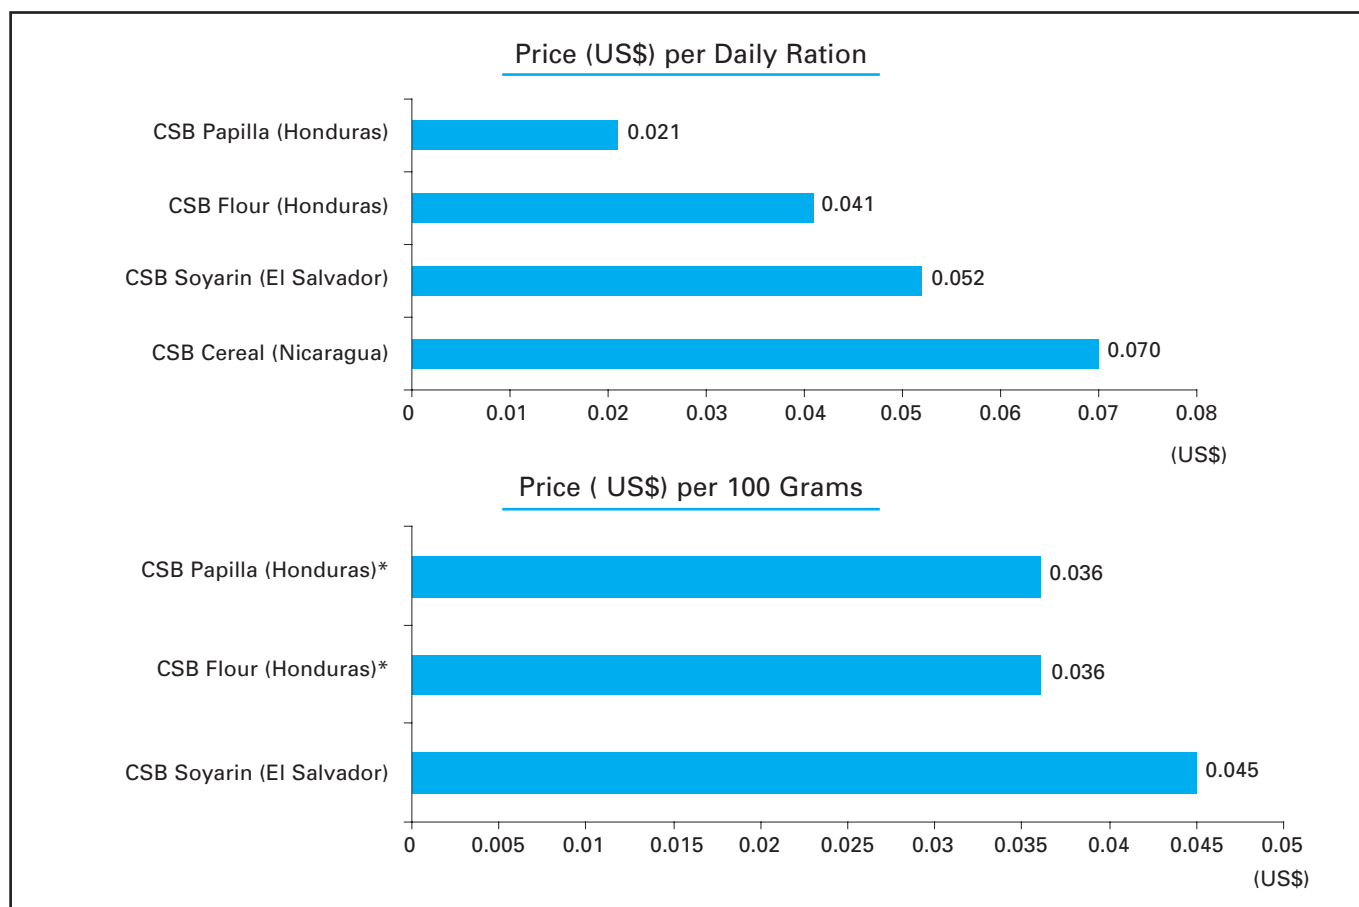 Price (US$) per Daily Ration
CSB Papilla (Honduras)
0.021
CSB Flour (Honduras)
0.041
CSB Soyarin (El Salvador)
0.052
CSB Cereal (Nicaragua)
0.070
0 0.01 0.02 0.03 0.04 0.05 0.06 0.07 0.08
(US$)
Price ( US$) per 100 Grams
CSB Papilla (Honduras)*
0.036
CSB Flour (Honduras)*
0.036
CSB Soyarin (El Salvador)
0.045
0 0.005 0.01 0.015 0.02 0.025 0.03 0.035 0.04 0.045 0.05
(US$)